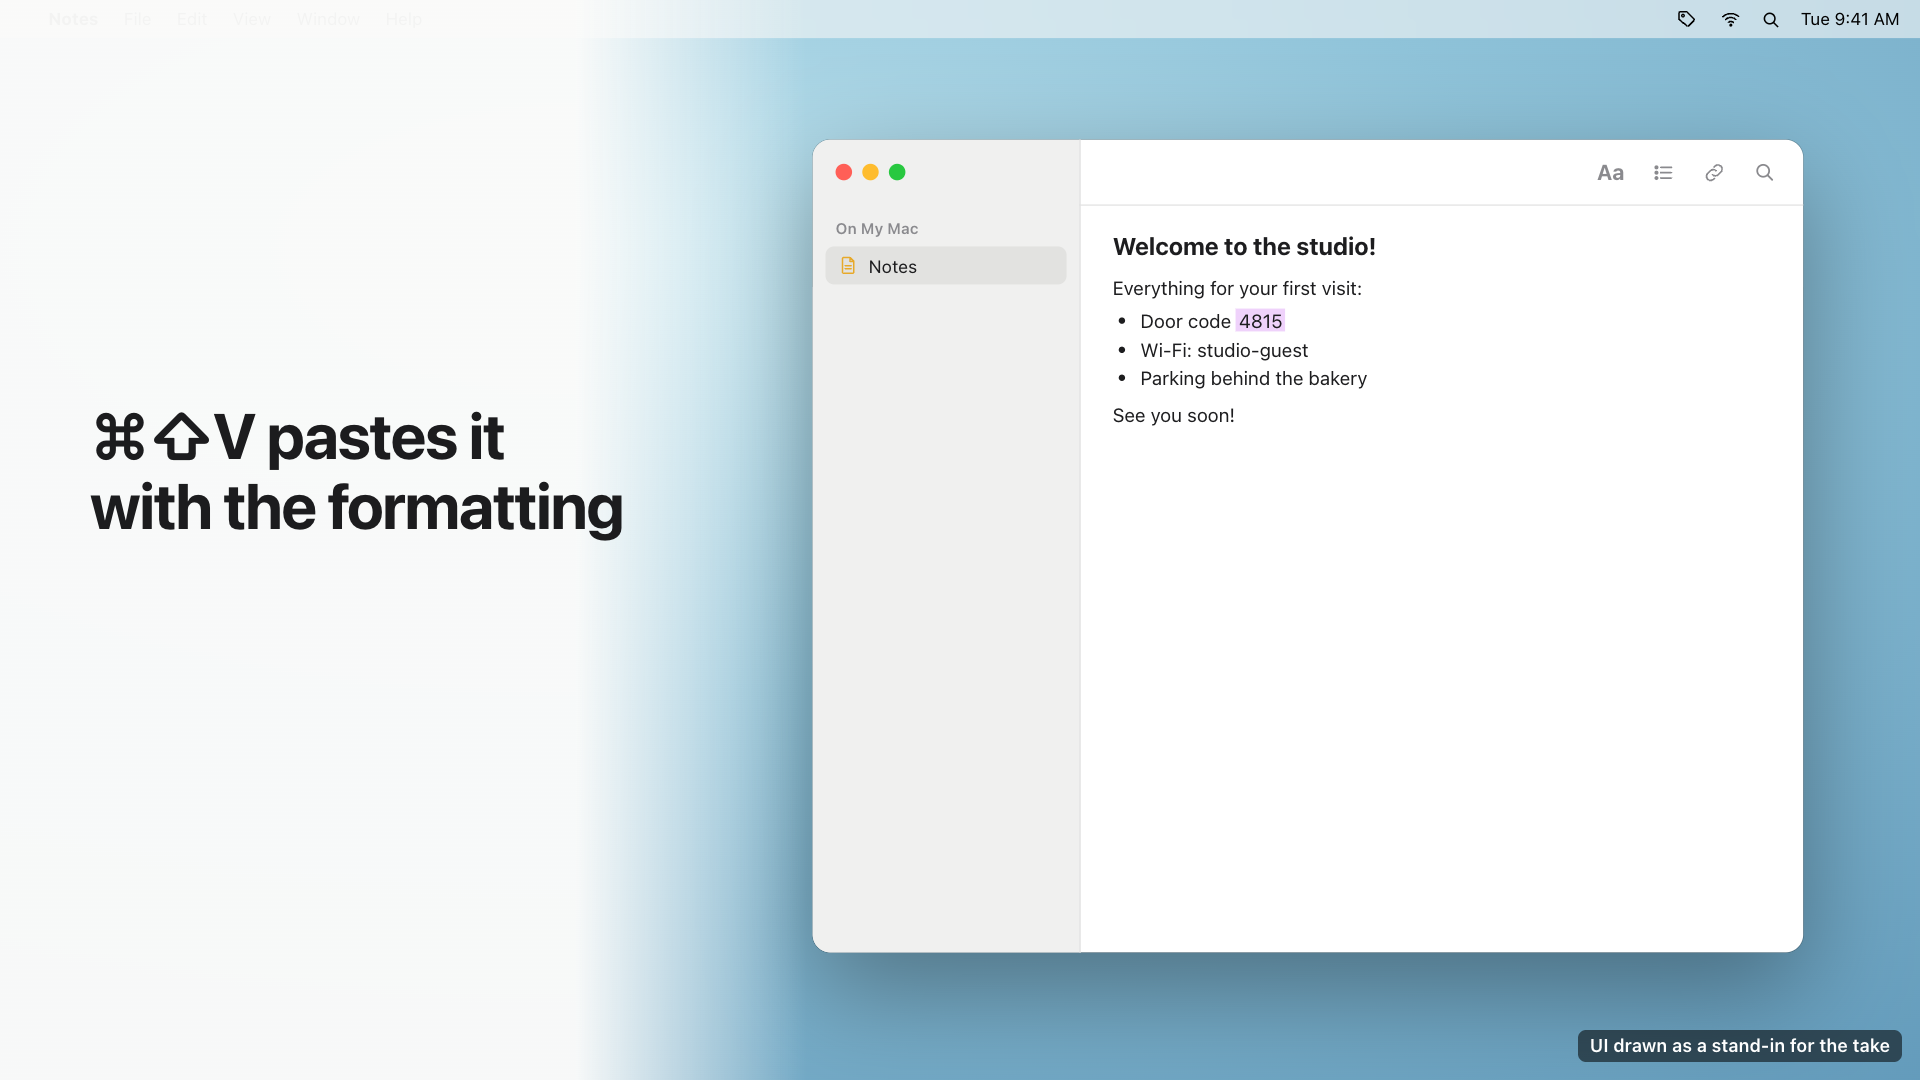 Notes File Edit View Window Help
Tue 9:41 AM
Aa
On My Mac
Notes
Welcome to the studio!
Everything for your first visit:
• Door code 4815
• Wi-Fi: studio-guest
• Parking behind the bakery
See you soon!
⌘⇧V pastes it
with the formatting
UI drawn as a stand-in for the take